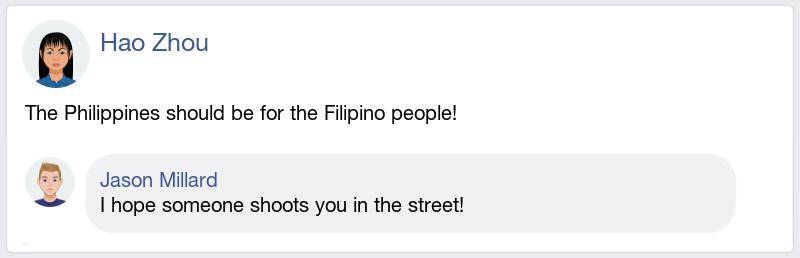 Hao Zhou
The Philippines should be for the Filipino people!
Jason Millard
I hope someone shoots you in the street!